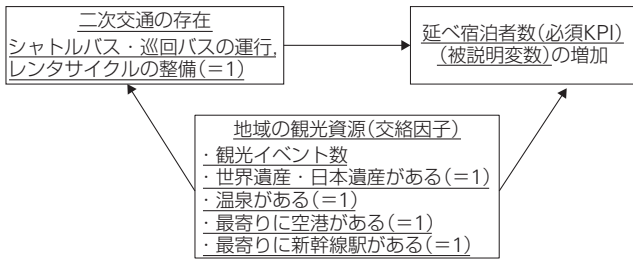 二次交通の存在
シャトルバス・巡回バスの運行,
レンタサイクルの整備(＝1)
延べ宿泊者数(必須KPI)
(被説明変数)の増加
地域の観光資源(交絡因子)
・観光イベント数
・世界遺産・日本遺産がある(＝1)
・温泉がある(＝1)
・最寄りに空港がある(＝1)
・最寄りに新幹線駅がある(＝1)